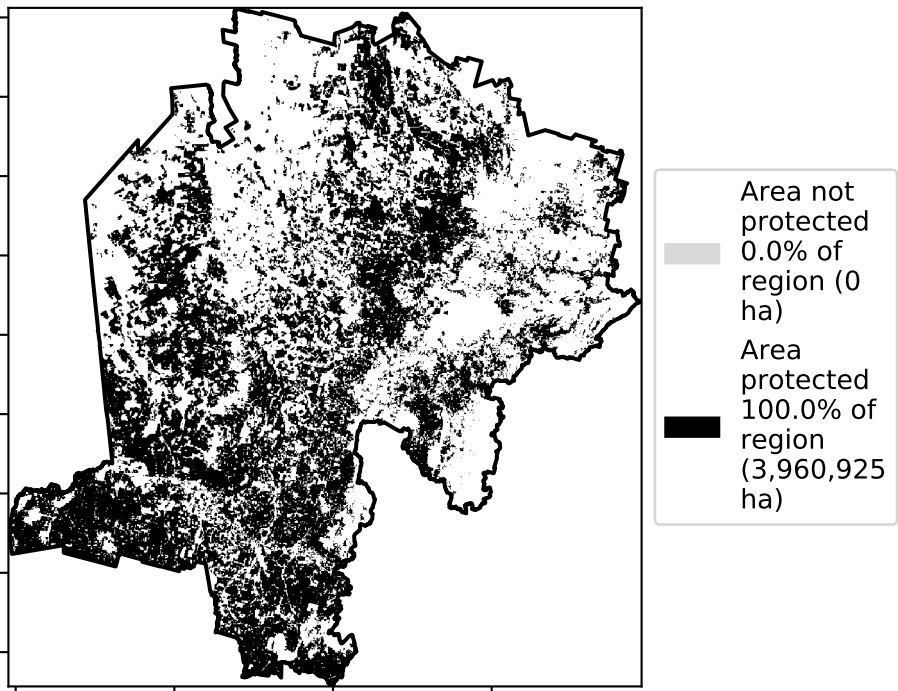 Area not
protected
0.0% of
region (0
ha)
Area
protected
100.0% of
region
(3,960,925
ha)